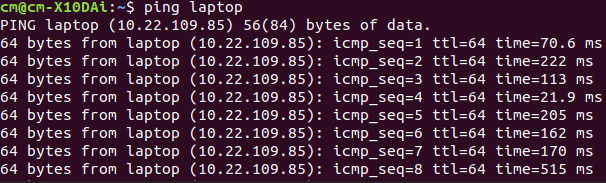 cm@cm-X10DAi:~$ ping laptop
PING laptop (10.22.109.85) 56(84) bytes of data.
64 bytes from laptop (10.22.109.85): icmp_seq=1 ttl=64 time=70.6 ms
64 bytes from laptop (10.22.109.85): icmp_seq=2 ttl=64 time=222 ms
64 bytes from laptop (10.22.109.85): icmp_seq=3 ttl=64 time=113 ms
64 bytes from laptop (10.22.109.85): icmp_seq=4 ttl=64 time=21.9 ms
64 bytes from laptop (10.22.109.85): icmp_seq=5 ttl=64 time=205 ms
64 bytes from laptop (10.22.109.85): icmp_seq=6 ttl=64 time=162 ms
64 bytes from laptop (10.22.109.85): icmp_seq=7 ttl=64 time=170 ms
64 bytes from laptop (10.22.109.85): icmp_seq=8 ttl=64 time=515 ms